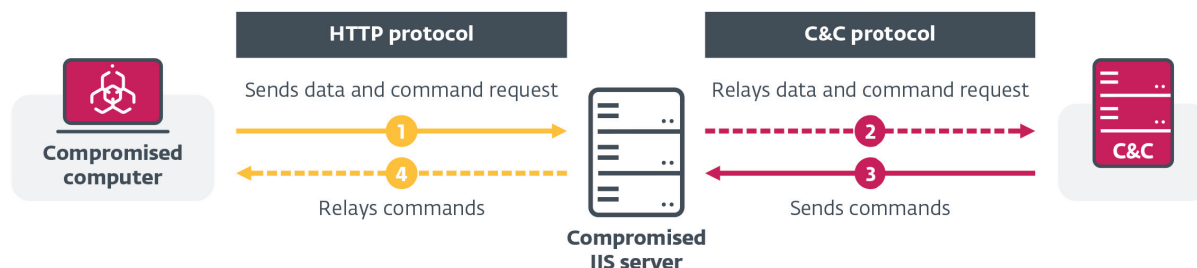 HTTP protocol
C&C protocol
Sends data and command request
Relays data and command request
1
2
C&C
Compromised
computer
4
3
Relays commands
Sends commands
Compromised
IIS server